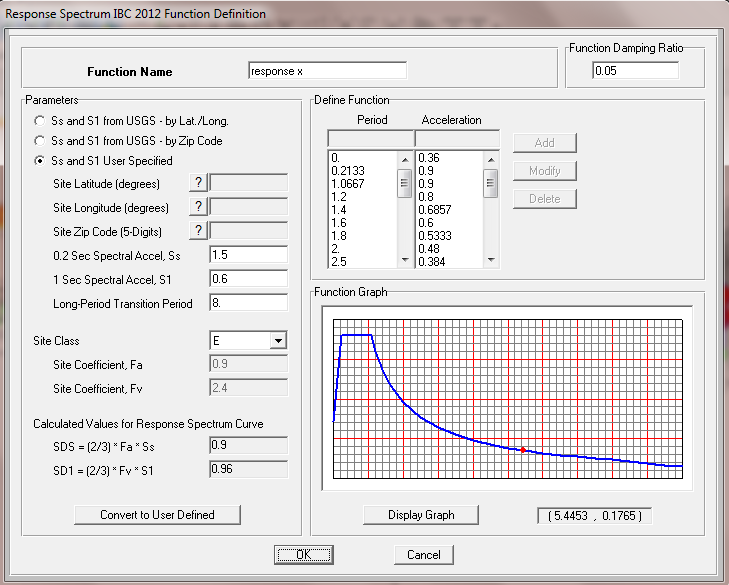 Response Spectrum IBC 2012 Function Definition
Function Name
response x
Function Damping Ratio
0.05
Parameters
Ss and S1 from USGS - by Lat./Long.
Ss and S1 from USGS - by Zip Code
Ss and S1 User Specified
Site Latitude (degrees) ?
Site Longitude (degrees) ?
Site Zip Code (5-Digits) ?
0.2 Sec Spectral Accel, Ss 1.5
1 Sec Spectral Accel, S1 0.6
Long-Period Transition Period 8.
Site Class E
Site Coefficient, Fa 0.9
Site Coefficient, Fv 2.4
Calculated Values for Response Spectrum Curve
SDS = (2/3) * Fa * Ss 0.9
SD1 = (2/3) * Fv * S1 0.96
Convert to User Defined
Define Function
Period Acceleration
0. 0.36
0.2133 0.9
1.0667 0.9
1.2 0.8
1.4 0.6857
1.6 0.6
1.8 0.5333
2. 0.48
2.5 0.384
Add
Modify
Delete
Function Graph
Display Graph
( 5.4453 , 0.1765 )
OK
Cancel